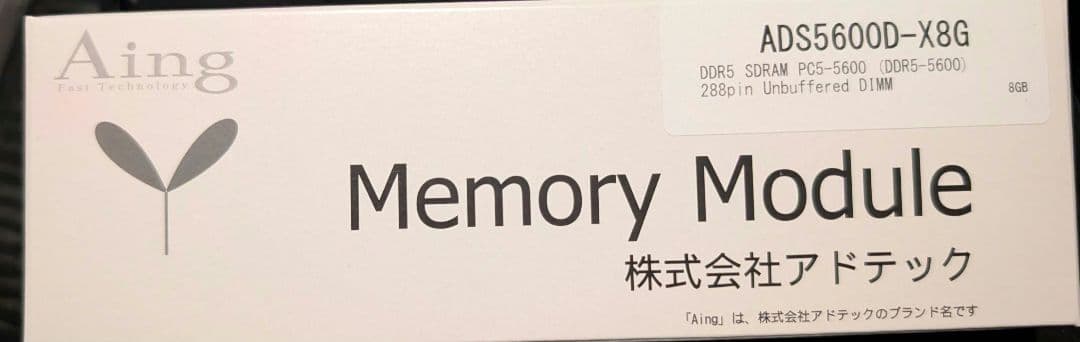 Aing
Fast Technology
ADS5600D-X8G
DDR5 SDRAM PC5-5600 (DDR5-5600)
288pin Unbuffered DIMM
8GB
Memory Module
株式会社アドテック
「Aing」は、株式会社アドテックのブランド名です